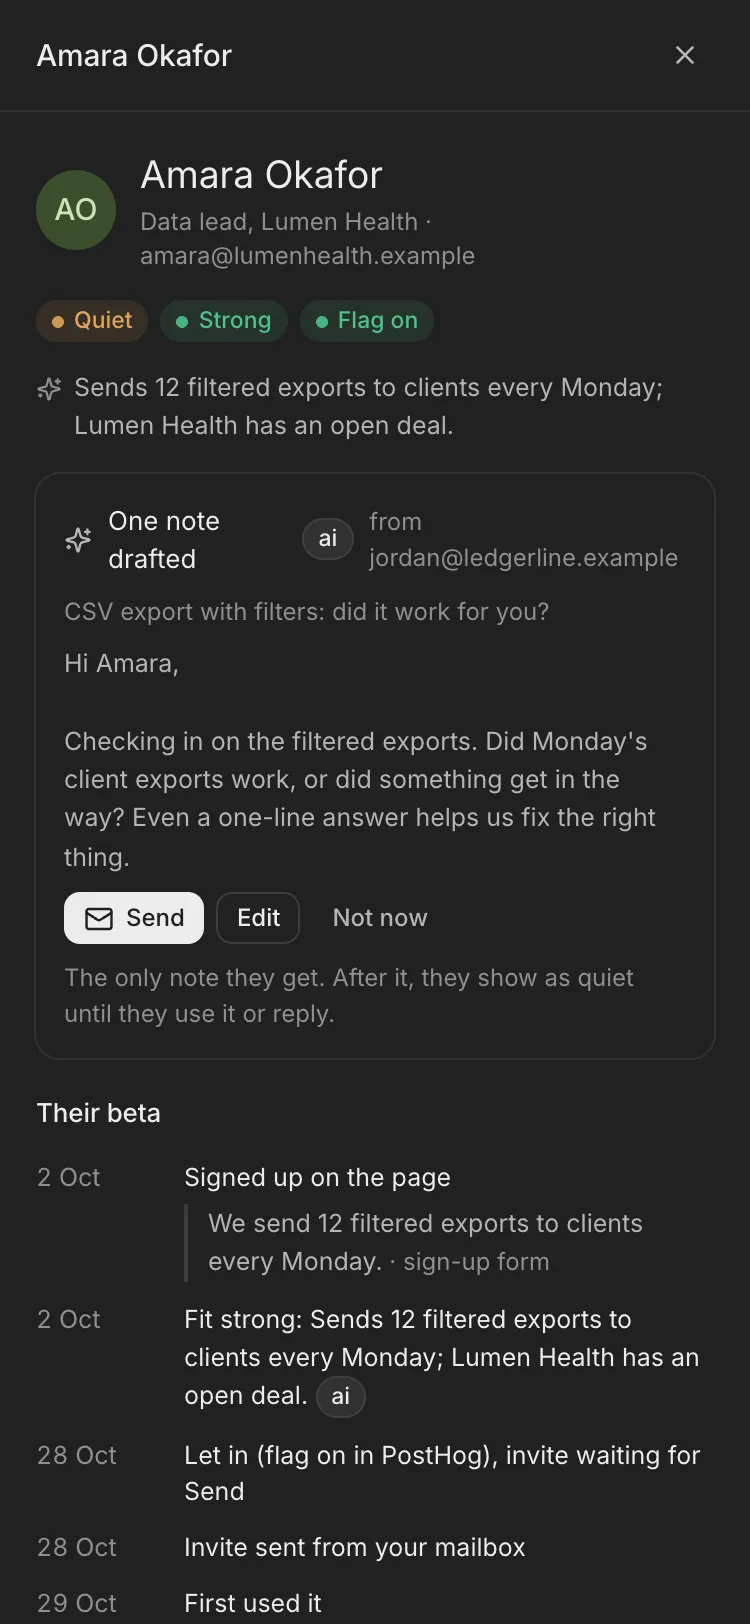 Amara Okafor
AO
Amara Okafor
Data lead, Lumen Health ·
amara@lumenhealth.example
Quiet
Strong
Flag on
Sends 12 filtered exports to clients every Monday;
Lumen Health has an open deal.
One note
drafted
ai
from
jordan@ledgerline.example
CSV export with filters: did it work for you?
Hi Amara,
Checking in on the filtered exports. Did Monday's
client exports work, or did something get in the
way? Even a one-line answer helps us fix the right
thing.
Send
Edit
Not now
The only note they get. After it, they show as quiet
until they use it or reply.
Their beta
2 Oct
Signed up on the page
We send 12 filtered exports to clients
every Monday. · sign-up form
2 Oct
Fit strong: Sends 12 filtered exports to
clients every Monday; Lumen Health has an
open deal. ai
28 Oct
Let in (flag on in PostHog), invite waiting for
Send
28 Oct
Invite sent from your mailbox
29 Oct
First used it